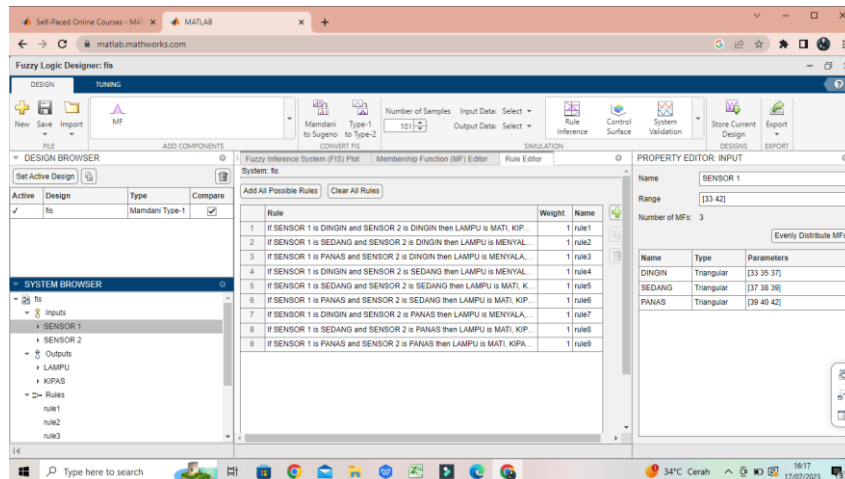 Self-Paced Online Courses - MAT
MATLAB
matlab.mathworks.com
Fuzzy Logic Designer: fis
DESIGN TUNING
New Save Import
MF
Mamdani to Sugeno
Type-1 to Type-2
Number of Samples 101
Input Data: Select
Output Data: Select
Rule Inference
Control Surface
System Validation
Store Current Design
Export
FILE ADD COMPONENTS CONVERT FIS SIMULATION DESIGNS EXPORT
DESIGN BROWSER
Set Active Design
Active Design Type Compare
fis Mamdani Type-1
SYSTEM BROWSER
fis
Inputs
SENSOR 1
SENSOR 2
Outputs
LAMPU
KIPAS
Rules
rule1
rule2
rule3
Fuzzy Inference System (FIS) Plot Membership Function (MF) Editor Rule Editor
System: fis
Add All Possible Rules Clear All Rules
Rule Weight Name
1 If SENSOR 1 is DINGIN and SENSOR 2 is DINGIN then LAMPU is MATI, KIP... 1 rule1
2 If SENSOR 1 is SEDANG and SENSOR 2 is DINGIN then LAMPU is MENYAL... 1 rule2
3 If SENSOR 1 is PANAS and SENSOR 2 is DINGIN then LAMPU is MENYALA,... 1 rule3
4 If SENSOR 1 is DINGIN and SENSOR 2 is SEDANG then LAMPU is MENYAL... 1 rule4
5 If SENSOR 1 is SEDANG and SENSOR 2 is SEDANG then LAMPU is MATI, K... 1 rule5
6 If SENSOR 1 is PANAS and SENSOR 2 is SEDANG then LAMPU is MATI, KIP... 1 rule6
7 If SENSOR 1 is DINGIN and SENSOR 2 is PANAS then LAMPU is MENYALA,... 1 rule7
8 If SENSOR 1 is SEDANG and SENSOR 2 is PANAS then LAMPU is MATI, KIP... 1 rule8
9 If SENSOR 1 is PANAS and SENSOR 2 is PANAS then LAMPU is MATI, KIPA... 1 rule9
PROPERTY EDITOR: INPUT
Name SENSOR 1
Range [33 42]
Number of MFs: 3
Evenly Distribute MFs
Name Type Parameters
DINGIN Triangular [33 35 37]
SEDANG Triangular [37 38 39]
PANAS Triangular [39 40 42]
Type here to search
34°C Cerah
16:17
17/07/2023